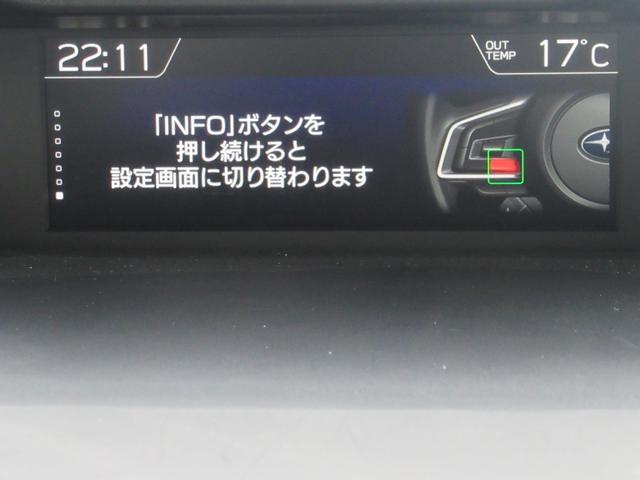 22:11
OUT
TEMP
17°C
「INFO」ボタンを
押し続けると
設定画面に切り替わります